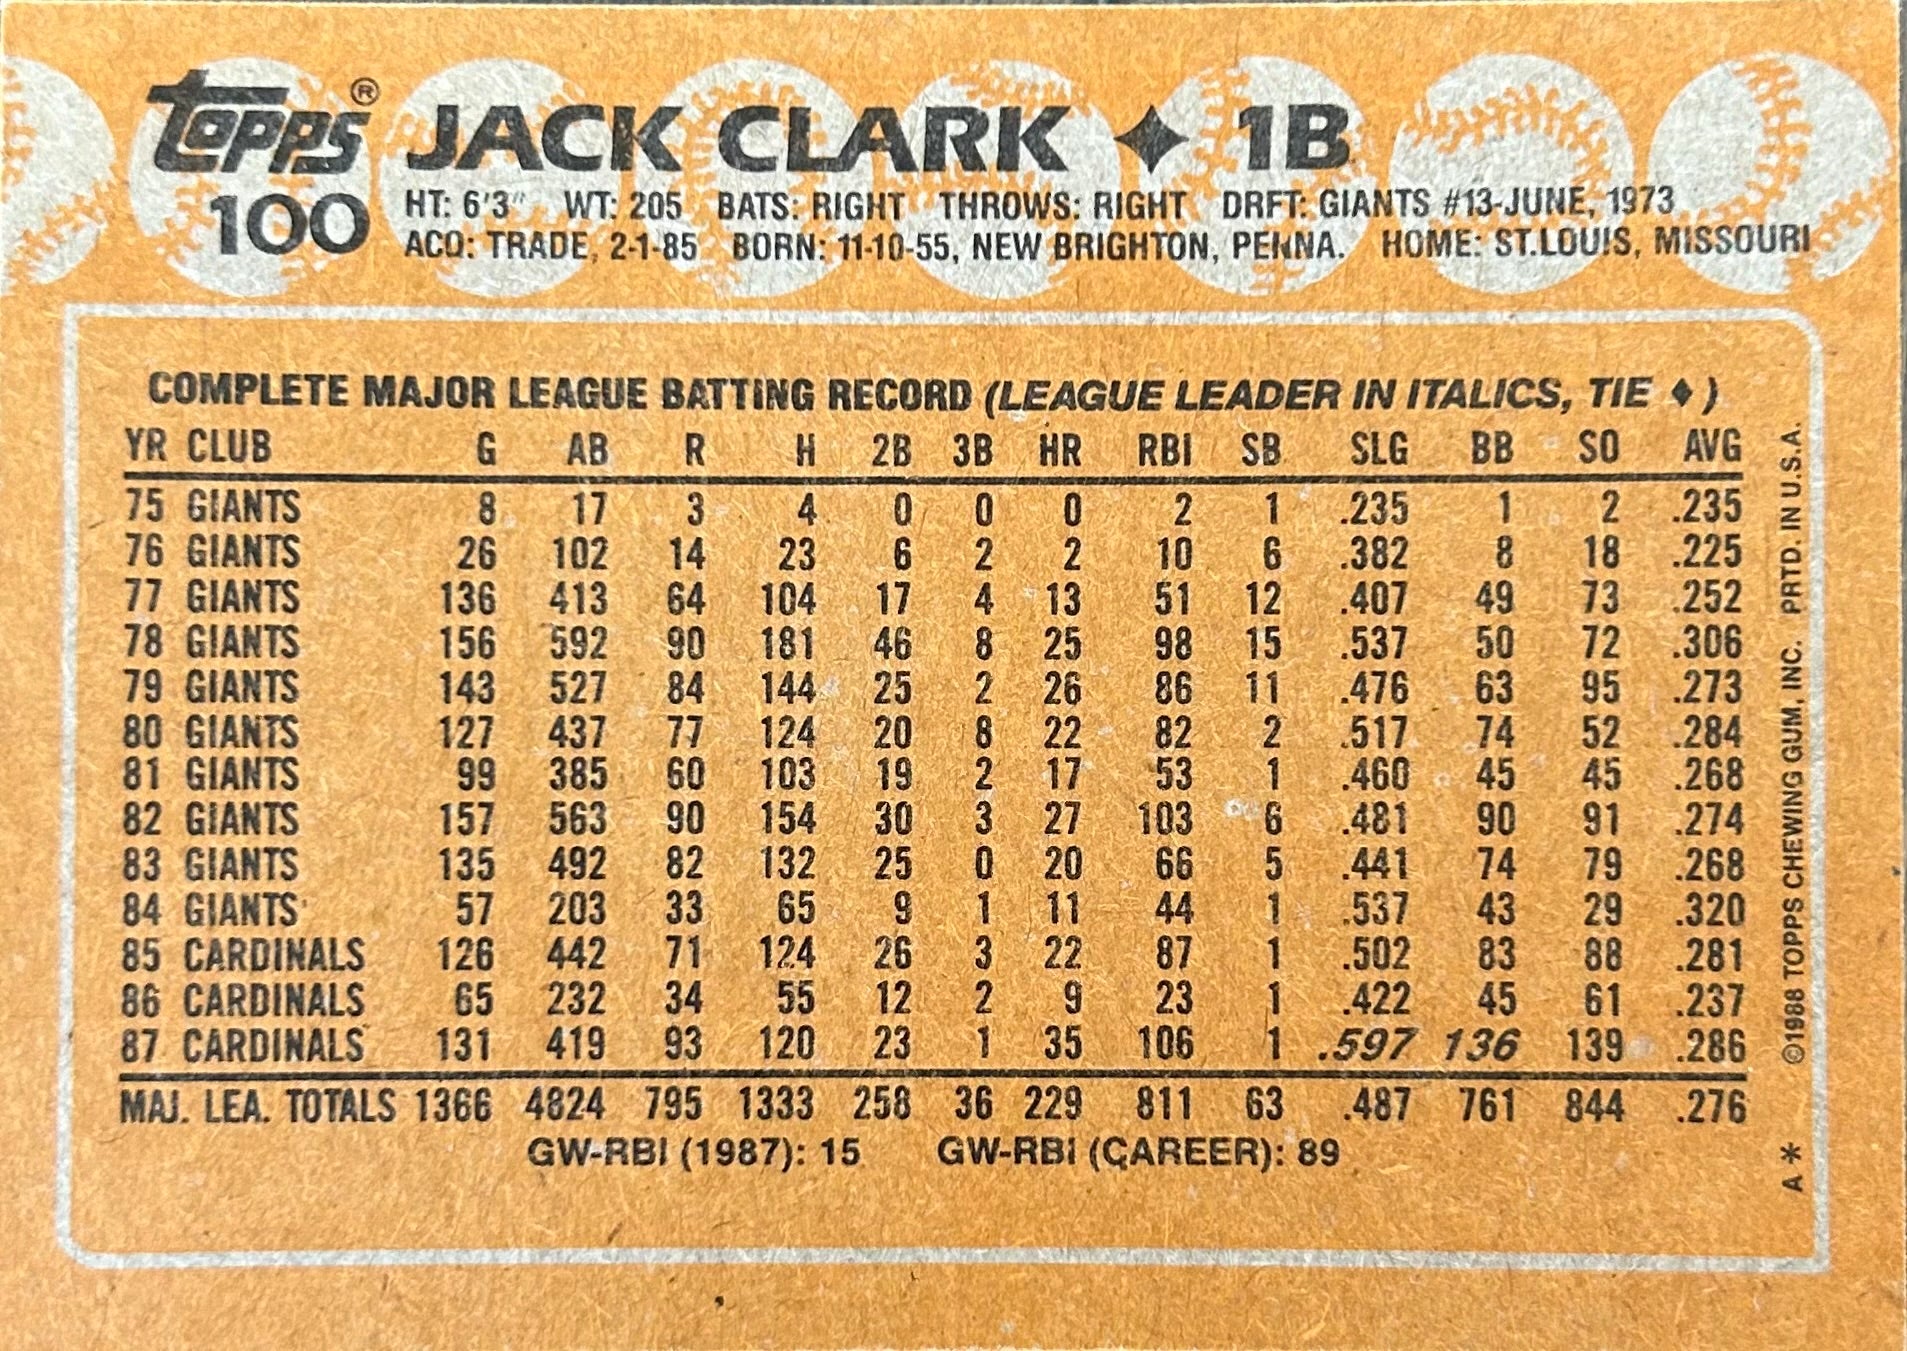 Topps® JACK CLARK ✦ 1B
100 HT: 6'3" WT: 205 BATS: RIGHT THROWS: RIGHT DRFT: GIANTS #13-JUNE, 1973
ACQ: TRADE, 2-1-85 BORN: 11-10-55, NEW BRIGHTON, PENNA. HOME: ST.LOUIS, MISSOURI
COMPLETE MAJOR LEAGUE BATTING RECORD (LEAGUE LEADER IN ITALICS, TIE ♦)
YR CLUB G AB R H 2B 3B HR RBI SB SLG BB SO AVG
75 GIANTS 8 17 3 4 0 0 0 2 1 .235 1 2 .235
76 GIANTS 26 102 14 23 6 2 2 10 6 .382 8 18 .225
77 GIANTS 136 413 64 104 17 4 13 51 12 .407 49 73 .252
78 GIANTS 156 592 90 181 46 8 25 98 15 .537 50 72 .306
79 GIANTS 143 527 84 144 25 2 26 86 11 .476 63 95 .273
80 GIANTS 127 437 77 124 20 8 22 82 2 .517 74 52 .284
81 GIANTS 99 385 60 103 19 2 17 53 1 .460 45 45 .268
82 GIANTS 157 563 90 154 30 3 27 103 6 .481 90 91 .274
83 GIANTS 135 492 82 132 25 0 20 66 5 .441 74 79 .268
84 GIANTS 57 203 33 65 9 1 11 44 1 .537 43 29 .320
85 CARDINALS 126 442 71 124 26 3 22 87 1 .502 83 88 .281
86 CARDINALS 65 232 34 55 12 2 9 23 1 .422 45 61 .237
87 CARDINALS 131 419 93 120 23 1 35 106 1 .597 136 139 .286
MAJ. LEA. TOTALS 1366 4824 795 1333 258 36 229 811 63 .487 761 844 .276
GW-RBI (1987): 15 GW-RBI (CAREER): 89
A* ©1988 TOPPS CHEWING GUM, INC. PRTD. IN U.S.A.